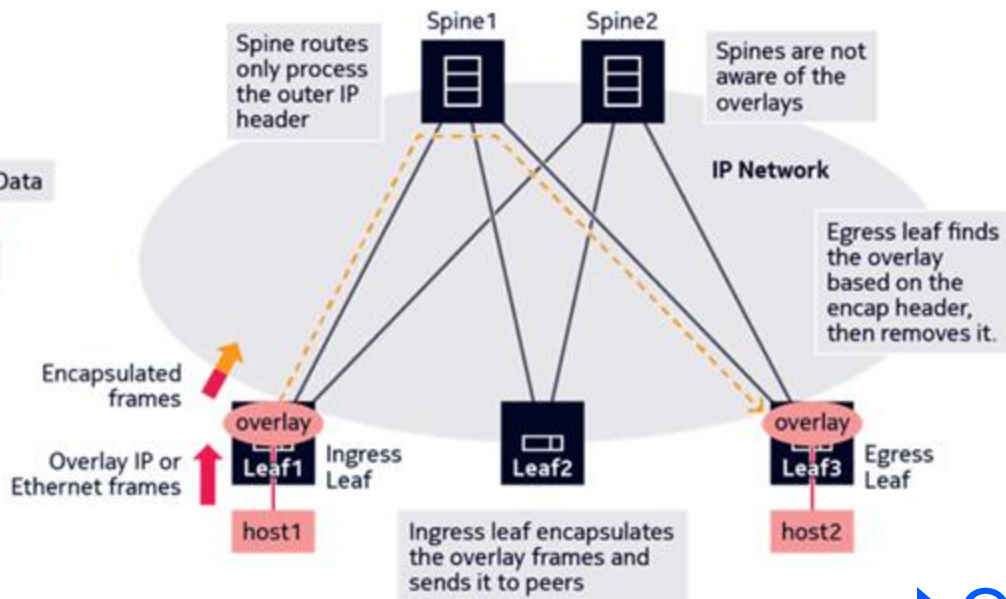 Spine1
Spine2
Spine routes
only process
the outer IP
header
Spines are not
aware of the
overlays
Data
IP Network
Egress leaf finds
the overlay
based on the
encap header,
then removes it.
Encapsulated
frames
overlay
overlay
Overlay IP or
Ethernet frames
Leaf1
Ingress
Leaf
Leaf2
Leaf3
Egress
Leaf
host1
Ingress leaf encapsulates
the overlay frames and
sends it to peers
host2